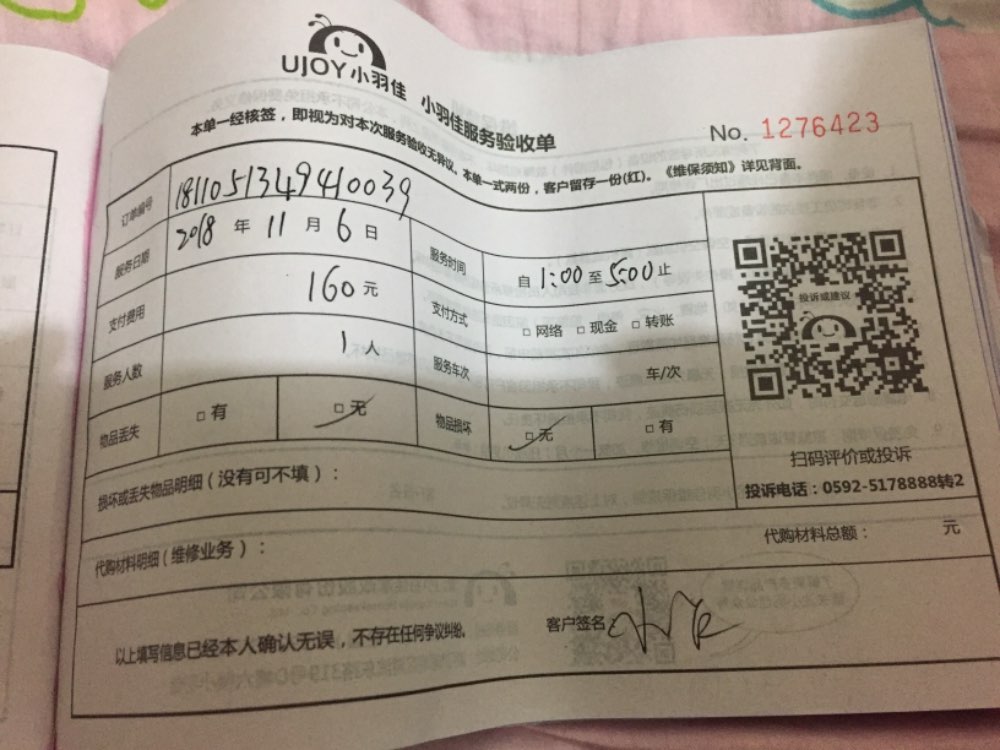 UJOY小羽佳 小羽佳服务验收单
No. 1276423
本单一经核签，即视为对本次服务验收无异议。本单一式两份，客户留存一份(红)。《维保须知》详见背面。
订单编号 1811051349410039
服务日期 2018 年 11 月 6 日 服务时间 自 1:00 至 5:00 止
支付费用 160 元 支付方式 □ 网络 □ 现金 □ 转账
服务人数 1 人 服务车次 车/次
物品丢失 □ 有 □ 无 物品损坏 □ 无 □ 有
投诉或建议
扫码评价或投诉
投诉电话：0592-5178888转2
损坏或丢失物品明细（没有可不填）：
代购材料明细（维修业务）： 代购材料总额： 元
以上填写信息已经本人确认无误，不存在任何争议纠纷。 客户签名：